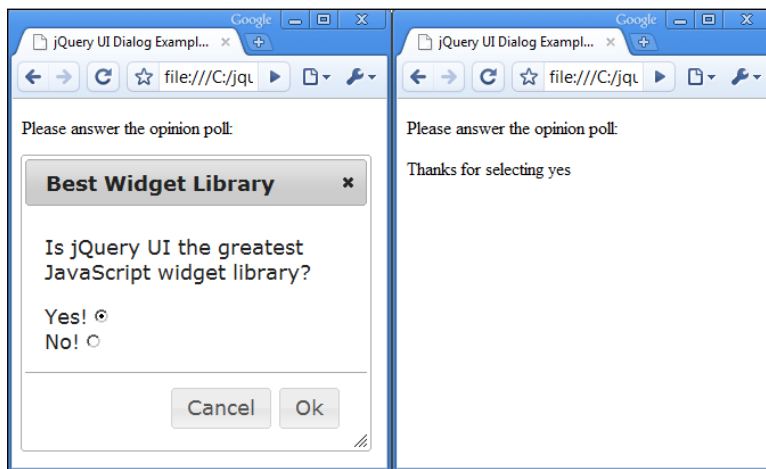 Google
jQuery UI Dialog Exampl...
file:///C:/jqu
Please answer the opinion poll:
Best Widget Library
Is jQuery UI the greatest
JavaScript widget library?
Yes!
No!
Cancel Ok
Google
jQuery UI Dialog Exampl...
file:///C:/jqu
Please answer the opinion poll:
Thanks for selecting yes